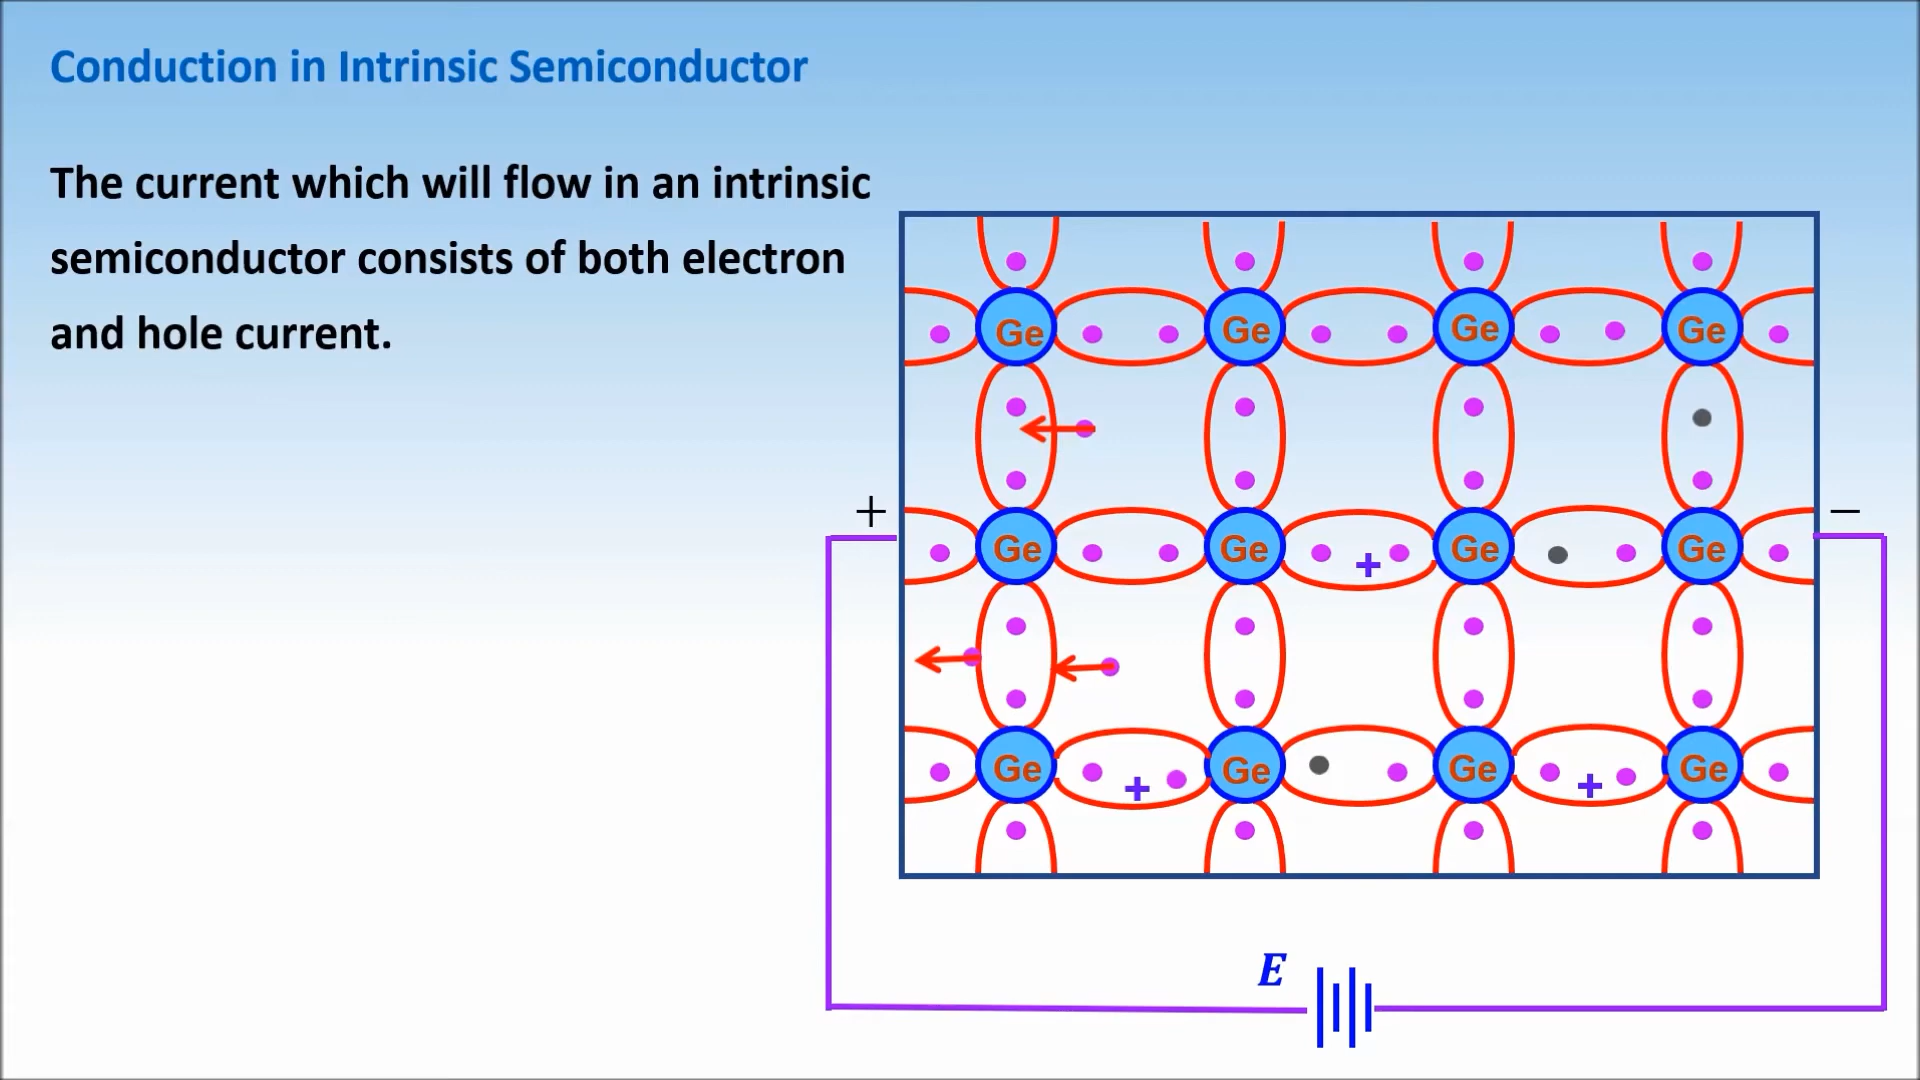 Conduction in Intrinsic Semiconductor
The current which will flow in an intrinsic
semiconductor consists of both electron
and hole current.
Ge Ge Ge Ge
+ −
Ge Ge + Ge Ge
Ge + Ge Ge + Ge
E